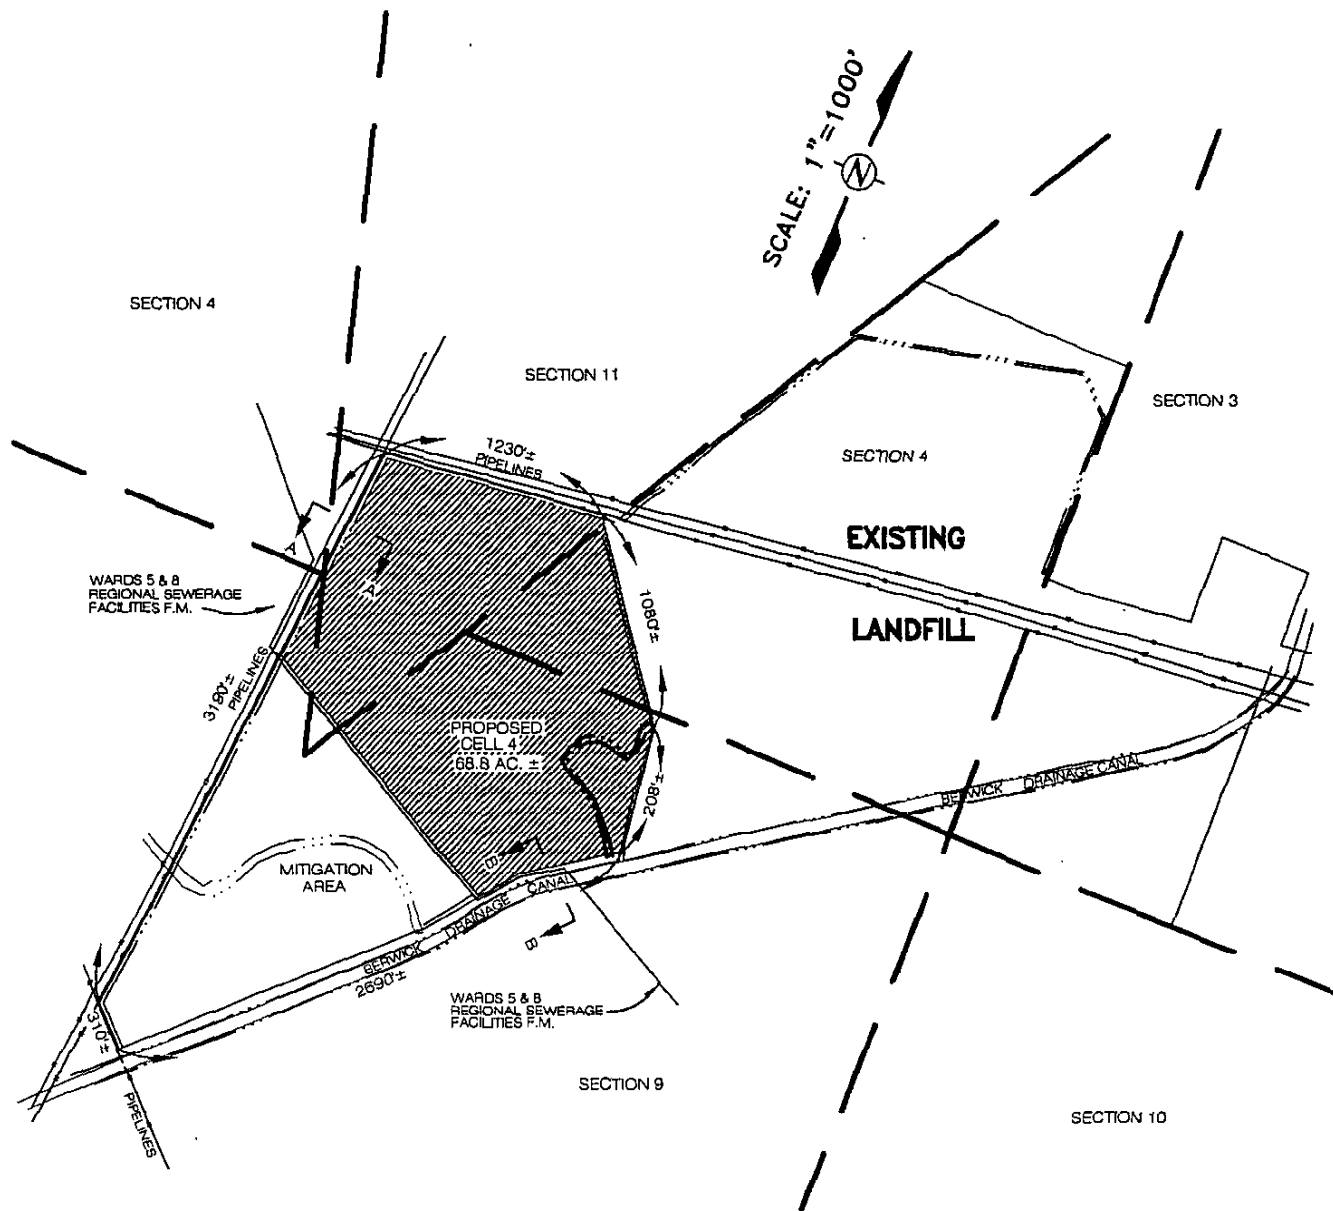 SCALE: 1"=1000'
N
SECTION 4
SECTION 11
SECTION 3
1230'±
PIPELINES
SECTION 4
EXISTING
LANDFILL
A
A
WARDS 5 & 8
REGIONAL SEWERAGE
FACILITIES F.M.
1080'±
3190'±
PIPELINES
PROPOSED
CELL 4
68.8 AC. ±
208'±
BERWICK DRAINAGE CANAL
B
MITIGATION
AREA
BERWICK DRAINAGE CANAL
B
2690'±
WARDS 5 & 8
REGIONAL SEWERAGE
FACILITIES F.M.
310'±
SECTION 9
SECTION 10
PIPELINES